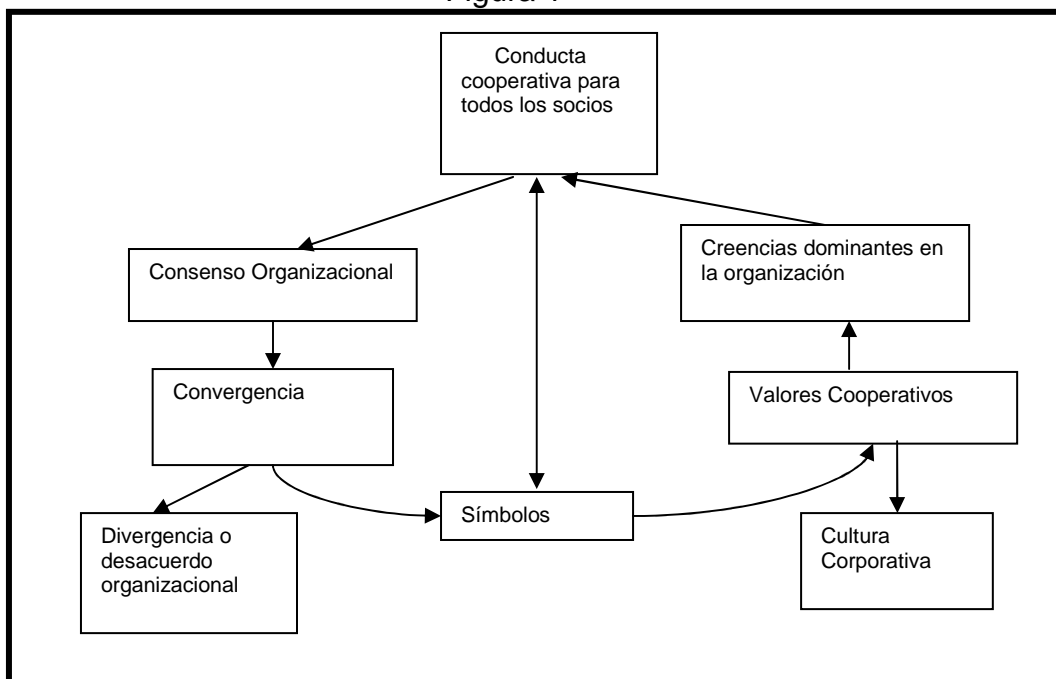 Conducta
cooperativa para
todos los socios
Consenso Organizacional
Creencias dominantes en
la organización
Convergencia
Valores Cooperativos
Símbolos
Divergencia o
desacuerdo
organizacional
Cultura
Corporativa